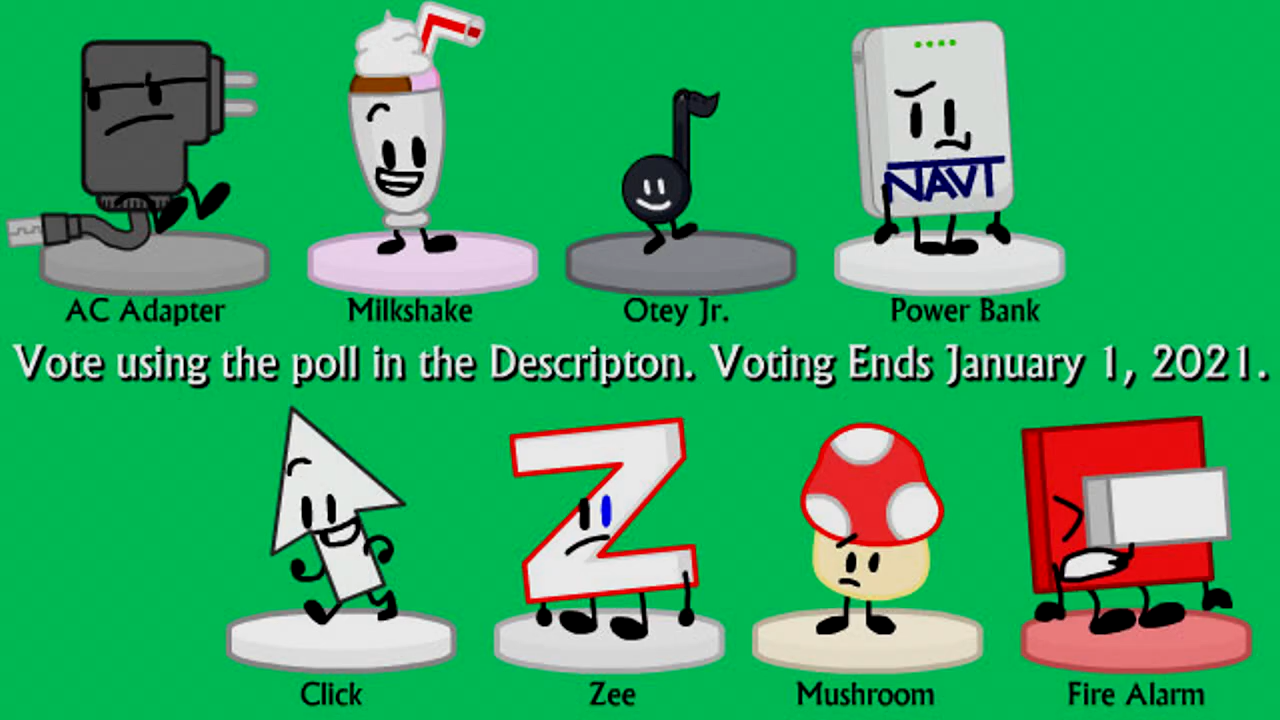 NAVI
AC Adapter
Milkshake
Otey Jr.
Power Bank
Vote using the poll in the Descripton. Voting Ends January 1, 2021.
Click
Zee
Mushroom
Fire Alarm